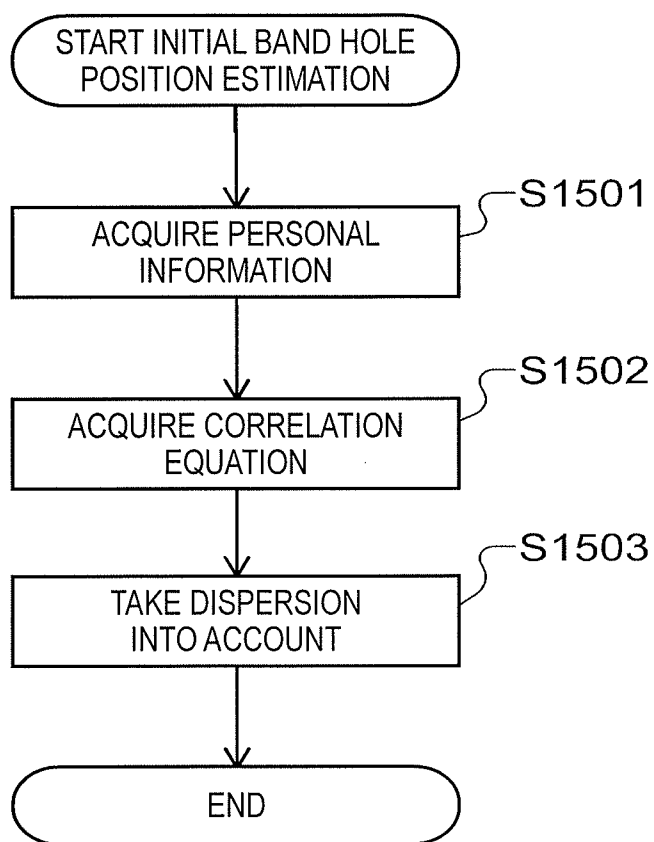 START INITIAL BAND HOLE
POSITION ESTIMATION
S1501
ACQUIRE PERSONAL
INFORMATION
S1502
ACQUIRE CORRELATION
EQUATION
S1503
TAKE DISPERSION
INTO ACCOUNT
END